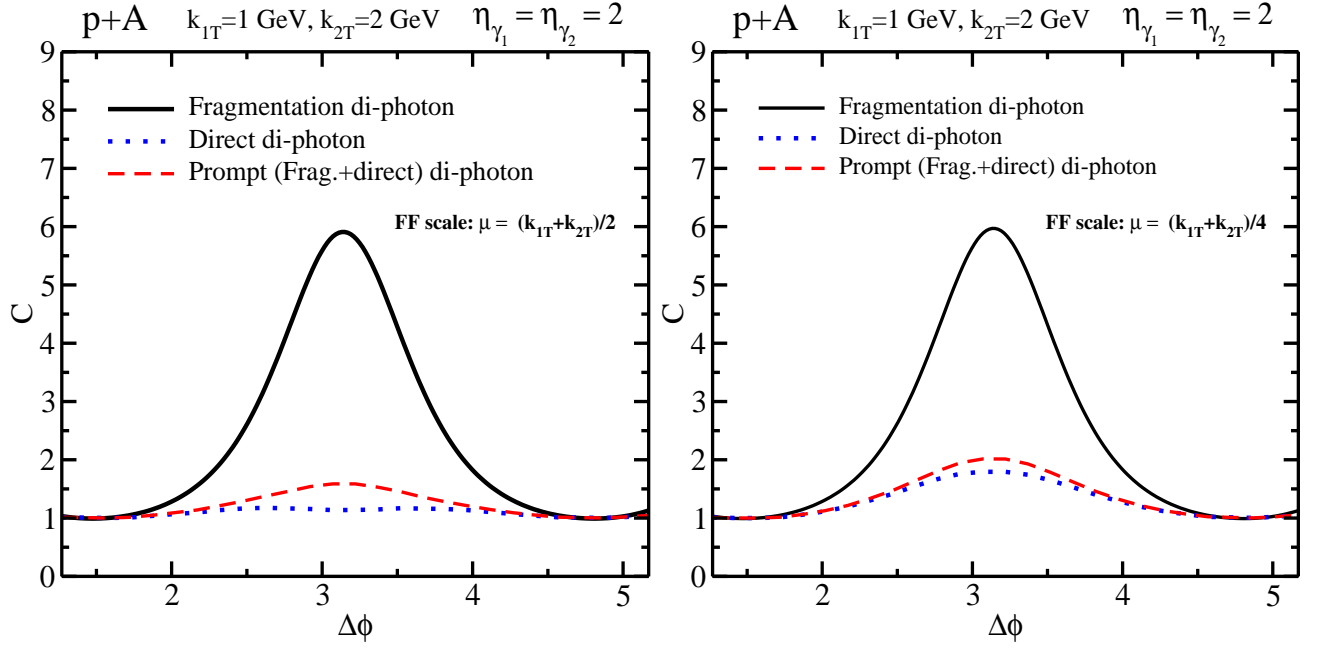 p+A k₁T=1 GeV, k₂T=2 GeV ηγ₁ = ηγ₂ = 2
9
8
7
6
5
4
3
2
1
0
C
Fragmentation di-photon
Direct di-photon
Prompt (Frag.+direct) di-photon
FF scale: μ = (k₁T+k₂T)/2
2 3 4 5
Δϕ
p+A k₁T=1 GeV, k₂T=2 GeV ηγ₁ = ηγ₂ = 2
9
8
7
6
5
4
3
2
1
0
C
Fragmentation di-photon
Direct di-photon
Prompt (Frag.+direct) di-photon
FF scale: μ = (k₁T+k₂T)/4
2 3 4 5
Δϕ